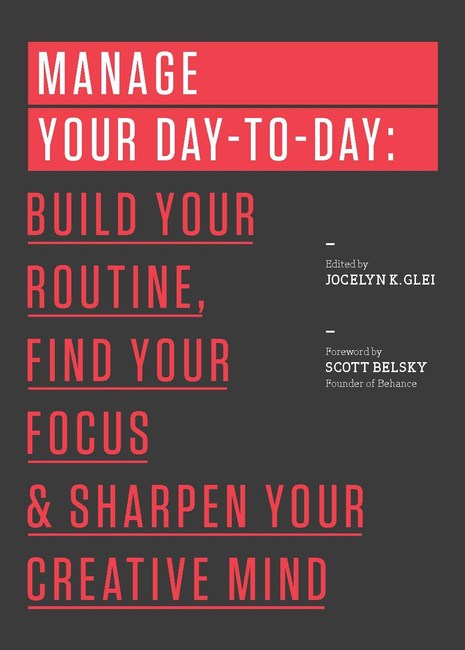 MANAGE
YOUR DAY-TO-DAY:
BUILD YOUR
ROUTINE,
FIND YOUR
FOCUS
& SHARPEN YOUR
CREATIVE MIND
Edited by
JOCELYN K. GLEI
Foreword by
SCOTT BELSKY
Founder of Behance